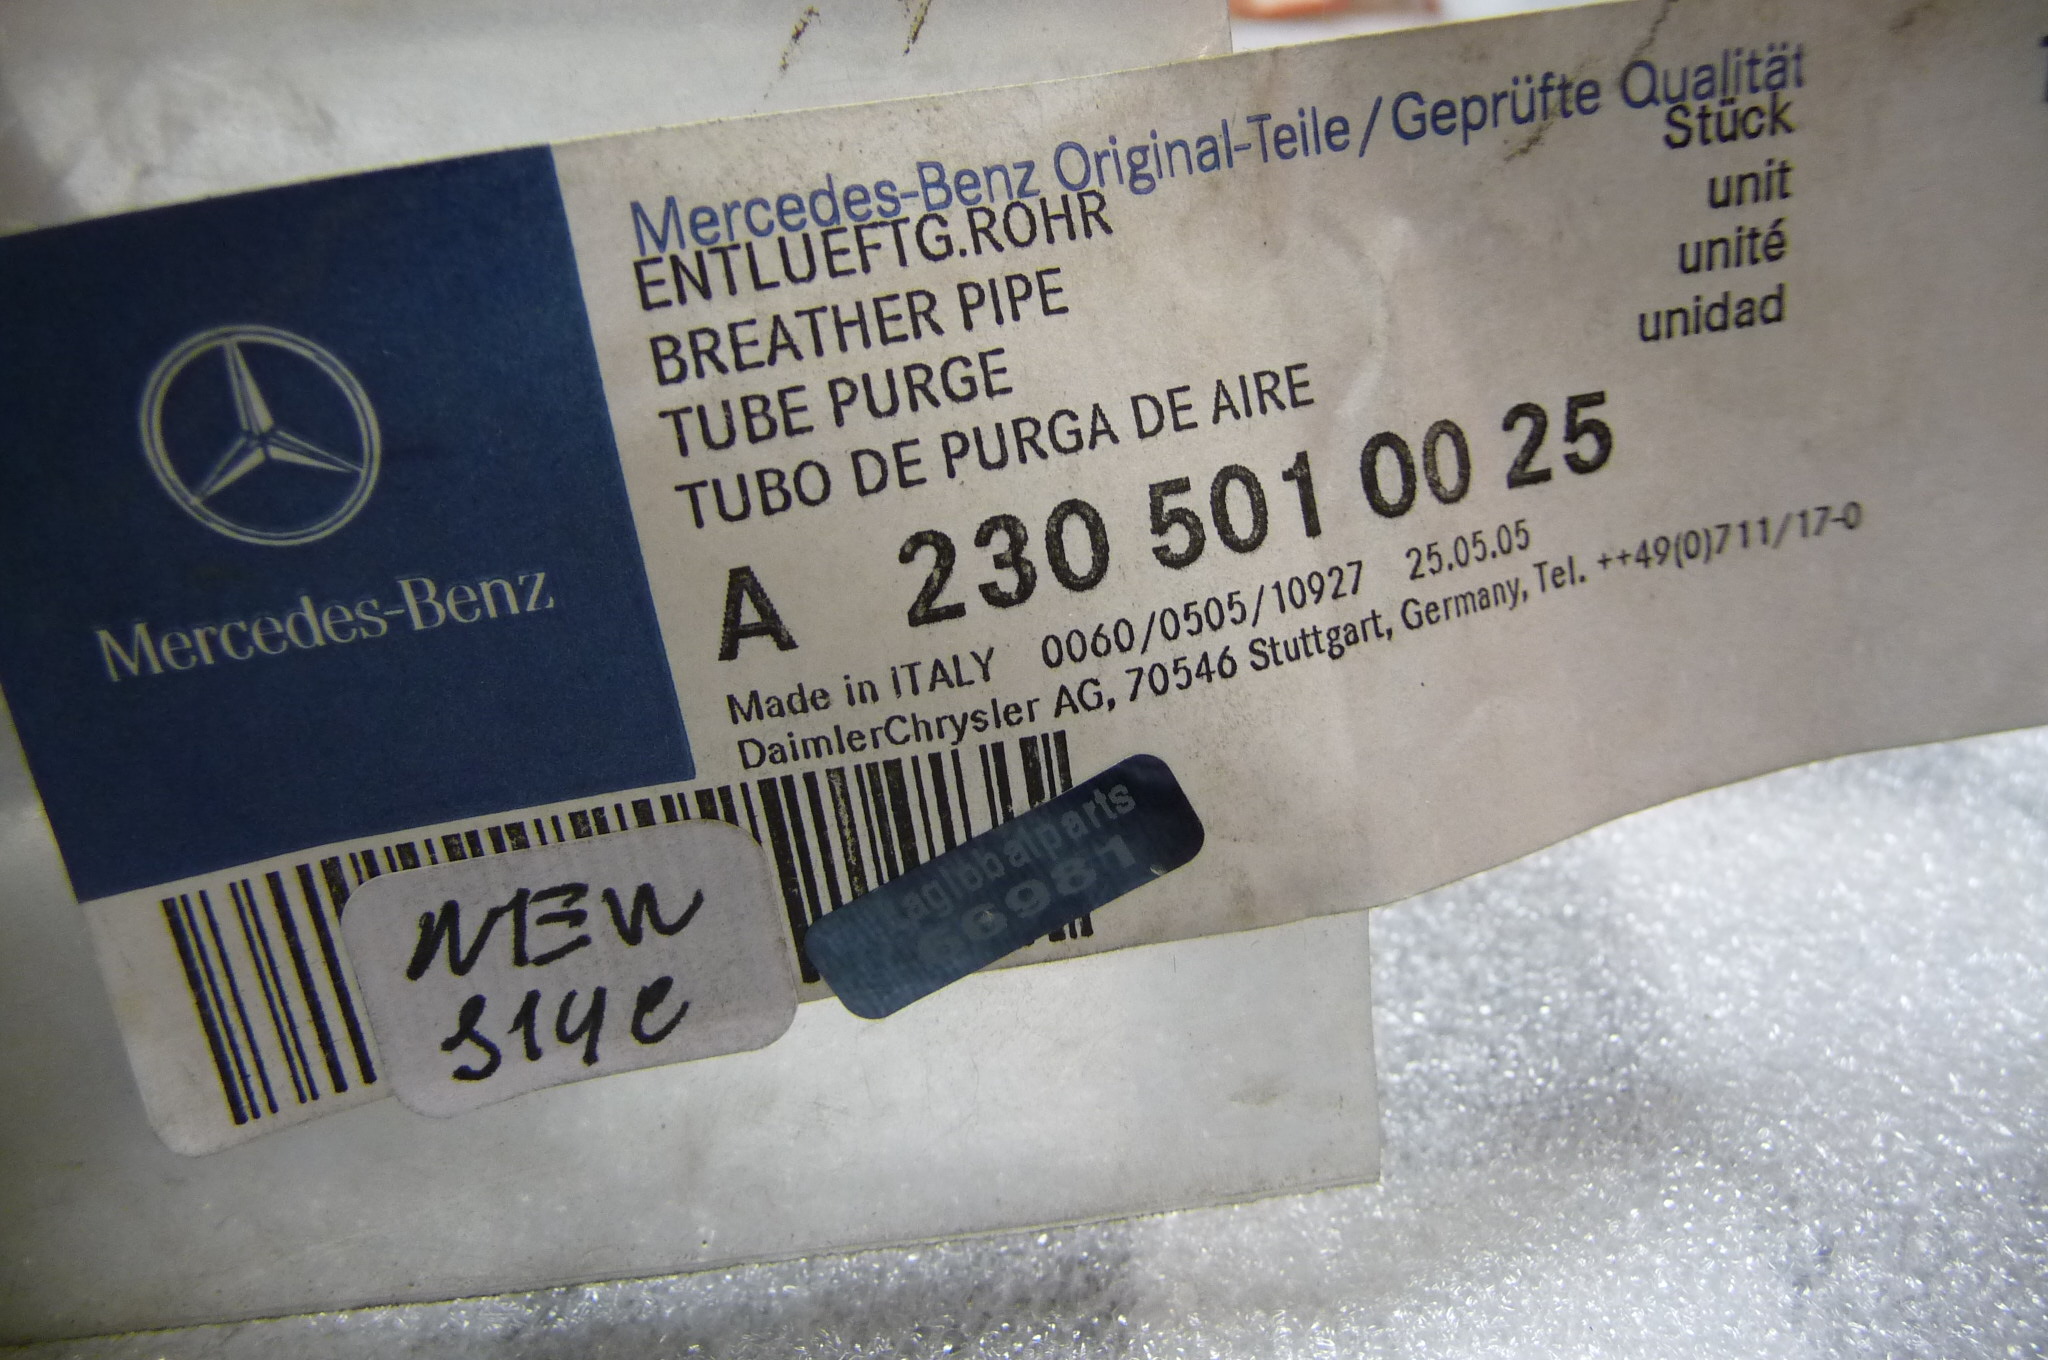 Mercedes-Benz
Mercedes-Benz Original-Teile/Geprüfte Qualität
ENTLUEFTG.ROHR
BREATHER PIPE
TUBE PURGE
TUBO DE PURGA DE AIRE
Stück
unit
unité
unidad
A 230 501 00 25
Made in ITALY 0060/0505/10927 25.05.05
DaimlerChrysler AG, 70546 Stuttgart, Germany, Tel. ++49(0)711/17-0
NEW
S14C
66981